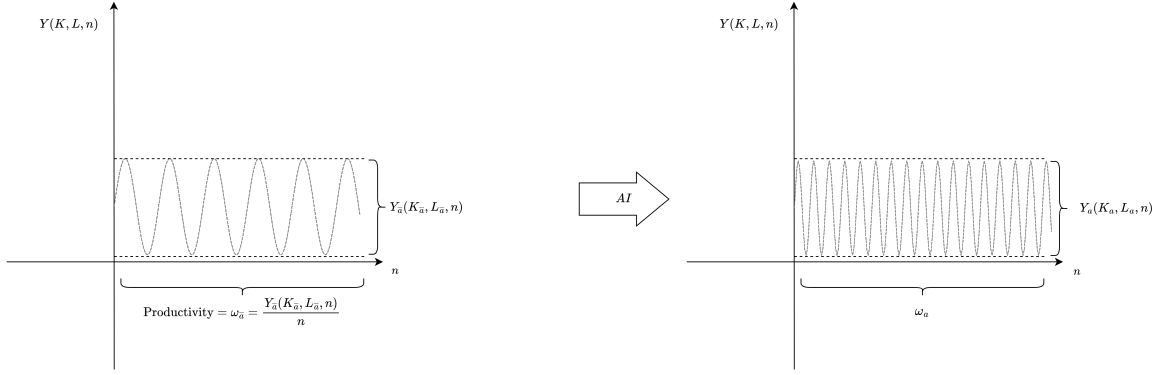 Y(K, L, n)
Y(K, L, n)
Y_ā(K_ā, L_ā, n)
AI
Y_a(K_a, L_a, n)
n
n
Productivity = ω_ā = Y_ā(K_ā, L_ā, n) / n
ω_a